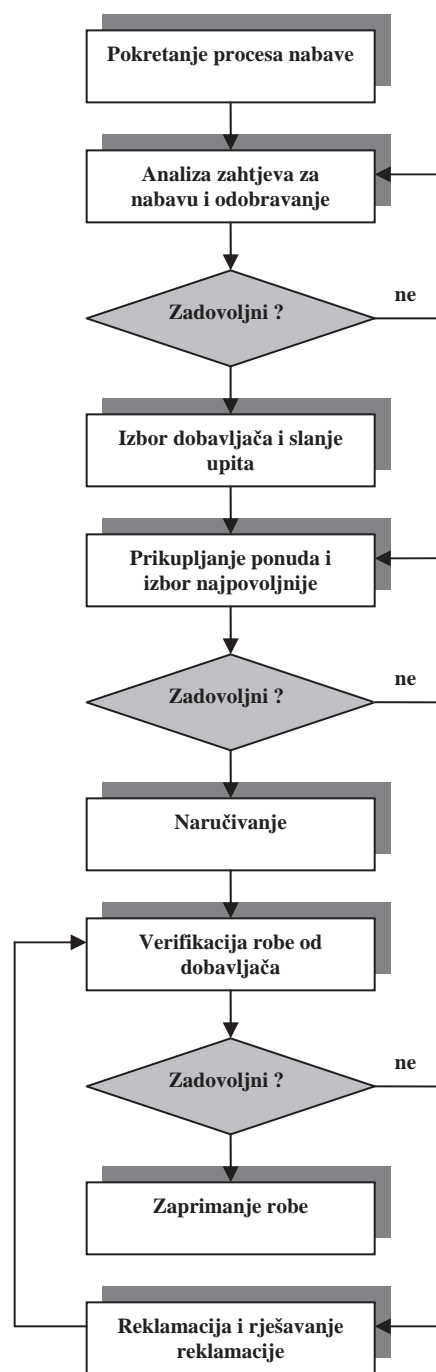 Pokretanje procesa nabave
Analiza zahtjeva za
nabavu i odobravanje
Zadovoljni ?
ne
Izbor dobavljača i slanje
upita
Prikupljanje ponuda i
izbor najpovoljnije
Zadovoljni ?
ne
Naručivanje
Verifikacija robe od
dobavljača
Zadovoljni ?
ne
Zaprimanje robe
Reklamacija i rješavanje
reklamacije